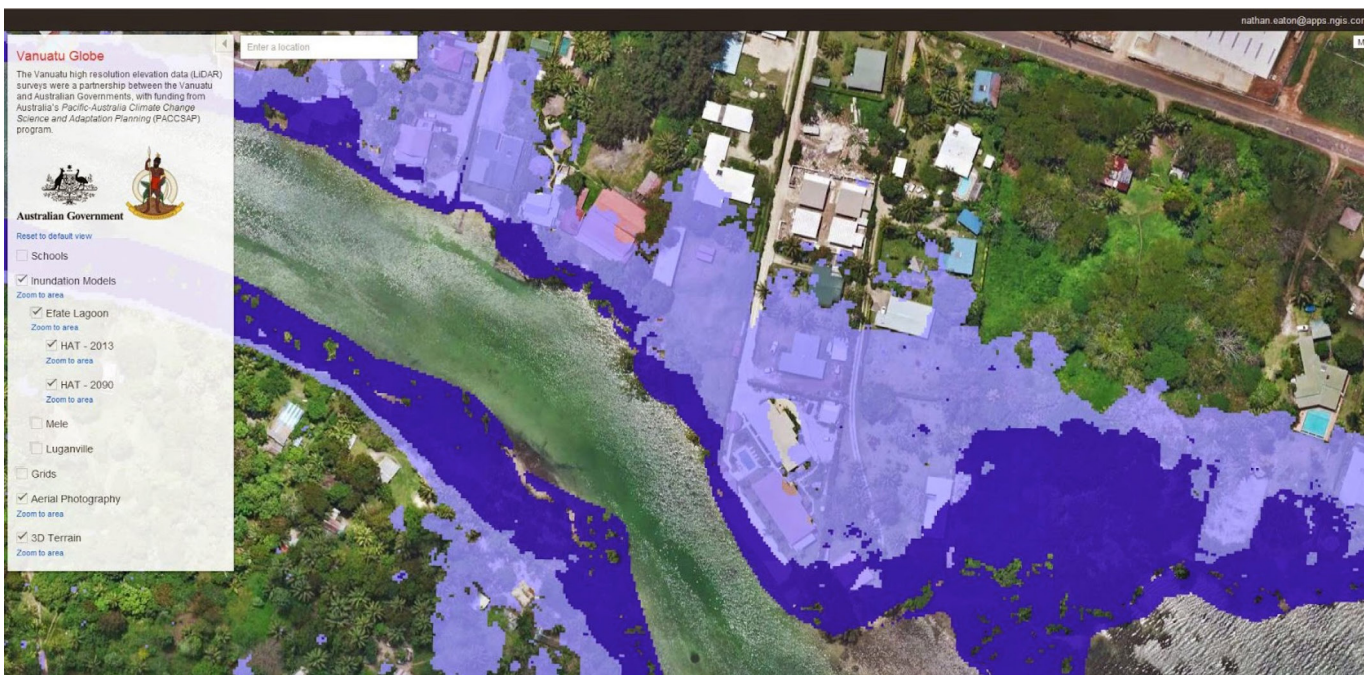 nathan.eaton@apps.ngis.co
Vanuatu Globe
Enter a location
The Vanuatu high resolution elevation data (LiDAR)
surveys were a partnership between the Vanuatu
and Australian Governments, with funding from
Australia's Pacific-Australia Climate Change
Science and Adaptation Planning (PACCSAP)
program.
Australian Government
Reset to default view
Schools
Inundation Models
Zoom to area
Efate Lagoon
Zoom to area
HAT - 2013
Zoom to area
HAT - 2090
Zoom to area
Mele
Luganville
Grids
Aerial Photography
Zoom to area
3D Terrain
Zoom to area